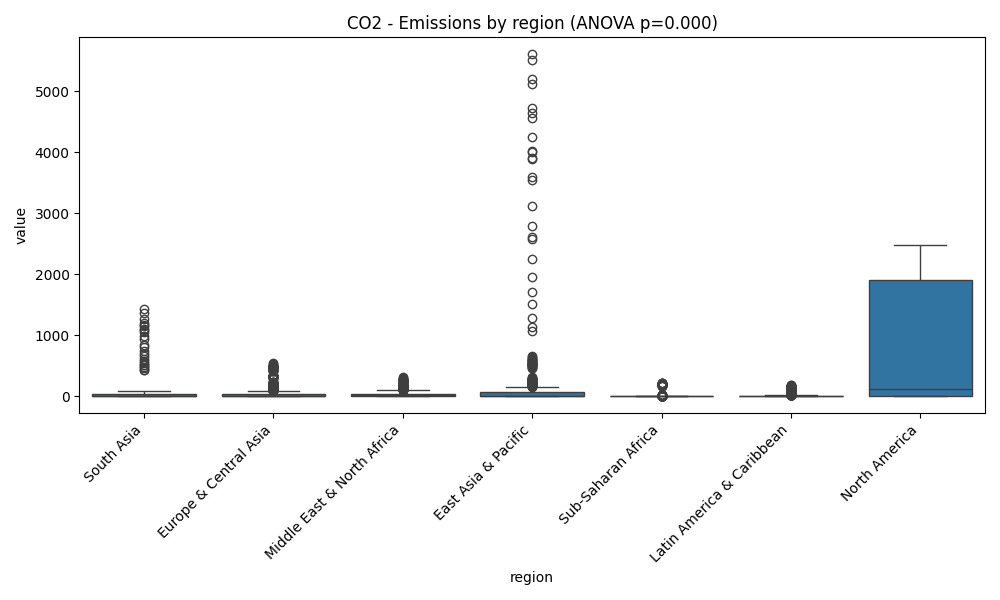 CO2 - Emissions by region (ANOVA p=0.000)
value
5000
4000
3000
2000
1000
0
South Asia
Europe & Central Asia
Middle East & North Africa
East Asia & Pacific
Sub-Saharan Africa
Latin America & Caribbean
North America
region